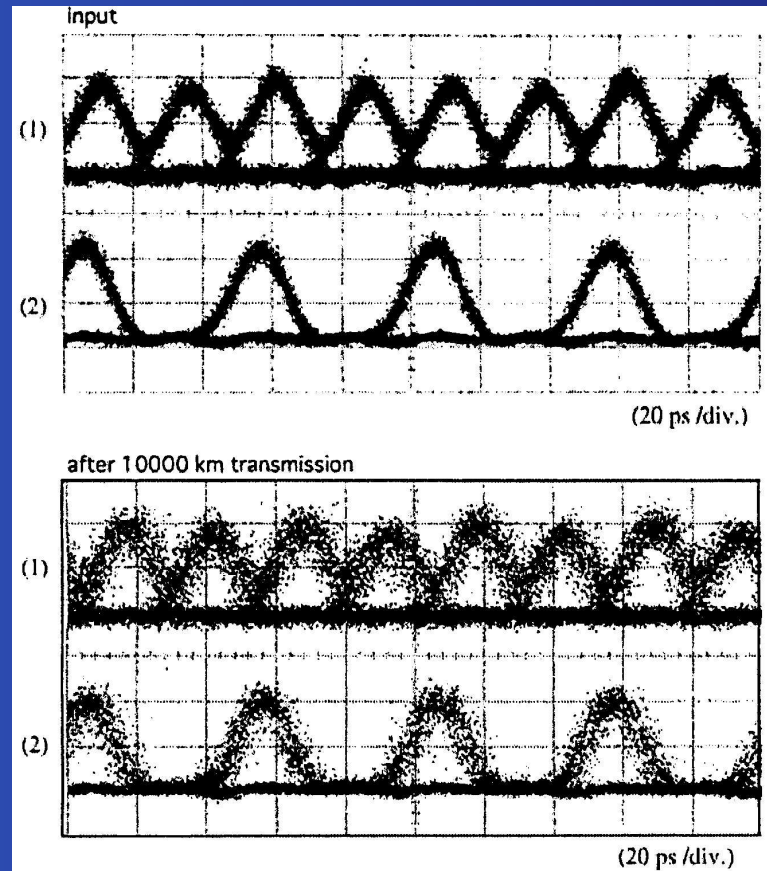 input
(1)
(2)
(20 ps /div.)
after 10000 km transmission
(1)
(2)
(20 ps /div.)